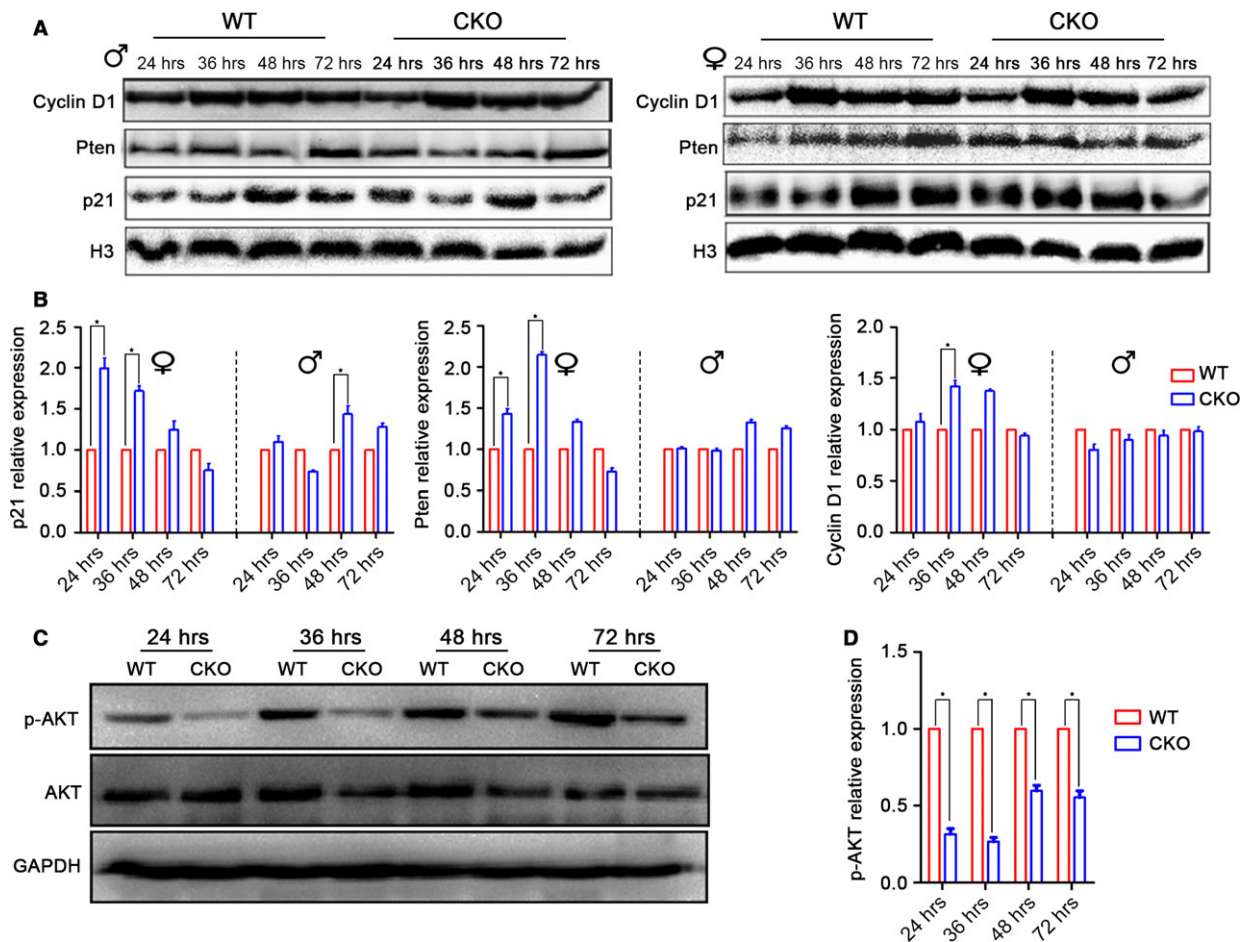 A
WT CKO WT CKO
♂ 24 hrs 36 hrs 48 hrs 72 hrs 24 hrs 36 hrs 48 hrs 72 hrs ♀ 24 hrs 36 hrs 48 hrs 72 hrs 24 hrs 36 hrs 48 hrs 72 hrs
Cyclin D1 Cyclin D1
Pten Pten
p21 p21
H3 H3
B
p21 relative expression
2.5
2.0
1.5
1.0
0.5
0.0
* * ♀ ♂ *
24 hrs 36 hrs 48 hrs 72 hrs 24 hrs 36 hrs 48 hrs 72 hrs
Pten relative expression
2.5
2.0
1.5
1.0
0.5
0.0
* * ♀ ♂
24 hrs 36 hrs 48 hrs 72 hrs 24 hrs 36 hrs 48 hrs 72 hrs
Cyclin D1 relative expression
2.0
1.5
1.0
0.5
0.0
* ♀ ♂
24 hrs 36 hrs 48 hrs 72 hrs 24 hrs 36 hrs 48 hrs 72 hrs
WT
CKO
C
24 hrs 36 hrs 48 hrs 72 hrs
WT CKO WT CKO WT CKO WT CKO
p-AKT
AKT
GAPDH
D
p-AKT relative expression
1.5
1.0
0.5
0.0
* * * *
24 hrs 36 hrs 48 hrs 72 hrs
WT
CKO